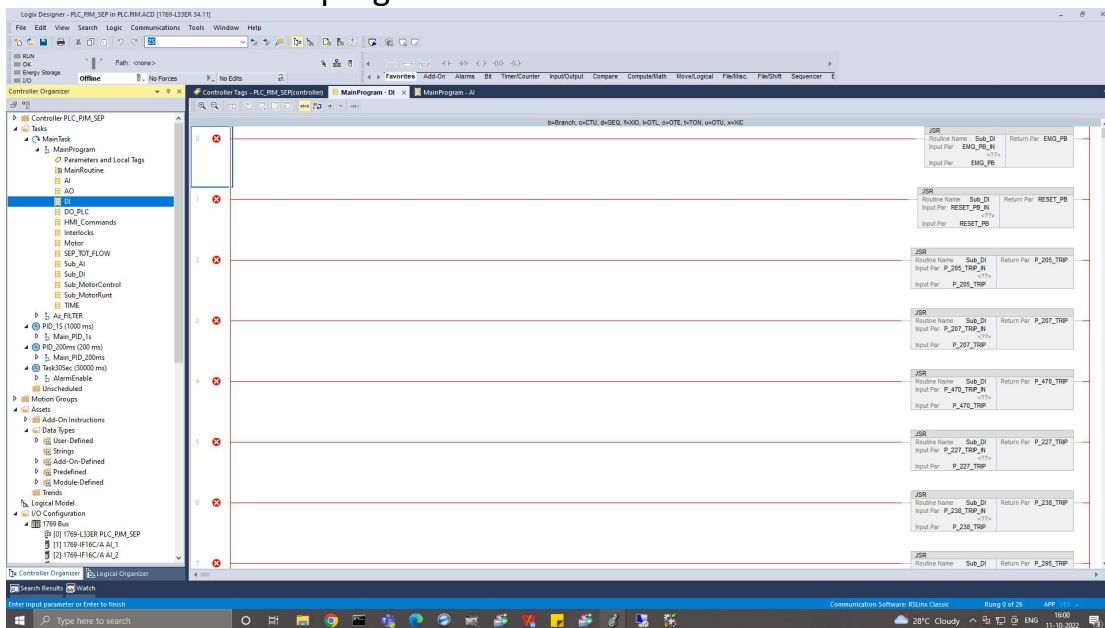 Logix Designer - PLC_PJM_SEP in PLC.PJM.ACD [1769-L33ER 34.11]
File Edit View Search Logic Communications Tools Window Help
RUN
OK
Energy Storage
I/O
Path: <none>
Offline
No Forces
No Edits
Favorites Add-On Alarms Bit Timer/Counter Input/Output Compare Compute/Math Move/Logical File/Misc. File/Shift Sequencer
Controller Organizer
Controller Tags - PLC_PJM_SEP(controller) MainProgram - DI MainProgram - AI
b=Branch, c=CTU, d=GEQ, f=XIO, l=OTL, o=OTE, t=TON, u=OTU, x=XIC
Controller PLC_PJM_SEP
Tasks
MainTask
MainProgram
Parameters and Local Tags
MainRoutine
AI
AO
DI
DO_PLC
HMI_Commands
Interlocks
Motor
SEP_TOT_FLOW
Sub_AI
Sub_DI
Sub_MotorControl
Sub_MotorRunt
TIME
Az_FILTER
PID_1S (1000 ms)
Main_PID_1s
PID_200ms (200 ms)
Main_PID_200ms
Task30Sec (30000 ms)
AlarmEnable
Unscheduled
Motion Groups
Assets
Add-On Instructions
Data Types
User-Defined
Strings
Add-On-Defined
Predefined
Module-Defined
Trends
Logical Model
I/O Configuration
1769 Bus
[0] 1769-L33ER PLC_PJM_SEP
[1] 1769-IF16C/A AI_1
[2] 1769-IF16C/A AI_2
Controller Organizer Logical Organizer
0
JSR
Routine Name Sub_DI Return Par EMG_PB
Input Par EMG_PB_IN
<??>
Input Par EMG_PB
1
JSR
Routine Name Sub_DI Return Par RESET_PB
Input Par RESET_PB_IN
<??>
Input Par RESET_PB
2
JSR
Routine Name Sub_DI Return Par P_205_TRIP
Input Par P_205_TRIP_IN
<??>
Input Par P_205_TRIP
3
JSR
Routine Name Sub_DI Return Par P_207_TRIP
Input Par P_207_TRIP_IN
<??>
Input Par P_207_TRIP
4
JSR
Routine Name Sub_DI Return Par P_470_TRIP
Input Par P_470_TRIP_IN
<??>
Input Par P_470_TRIP
5
JSR
Routine Name Sub_DI Return Par P_227_TRIP
Input Par P_227_TRIP_IN
<??>
Input Par P_227_TRIP
6
JSR
Routine Name Sub_DI Return Par P_238_TRIP
Input Par P_238_TRIP_IN
<??>
Input Par P_238_TRIP
7
JSR
Routine Name Sub_DI Return Par P_295_TRIP
Search Results Watch
Enter input parameter or Enter to finish
Communication Software: RSLinx Classic Rung 0 of 26 APP VER
Type here to search
28°C Cloudy ENG 16:00
11-10-2022